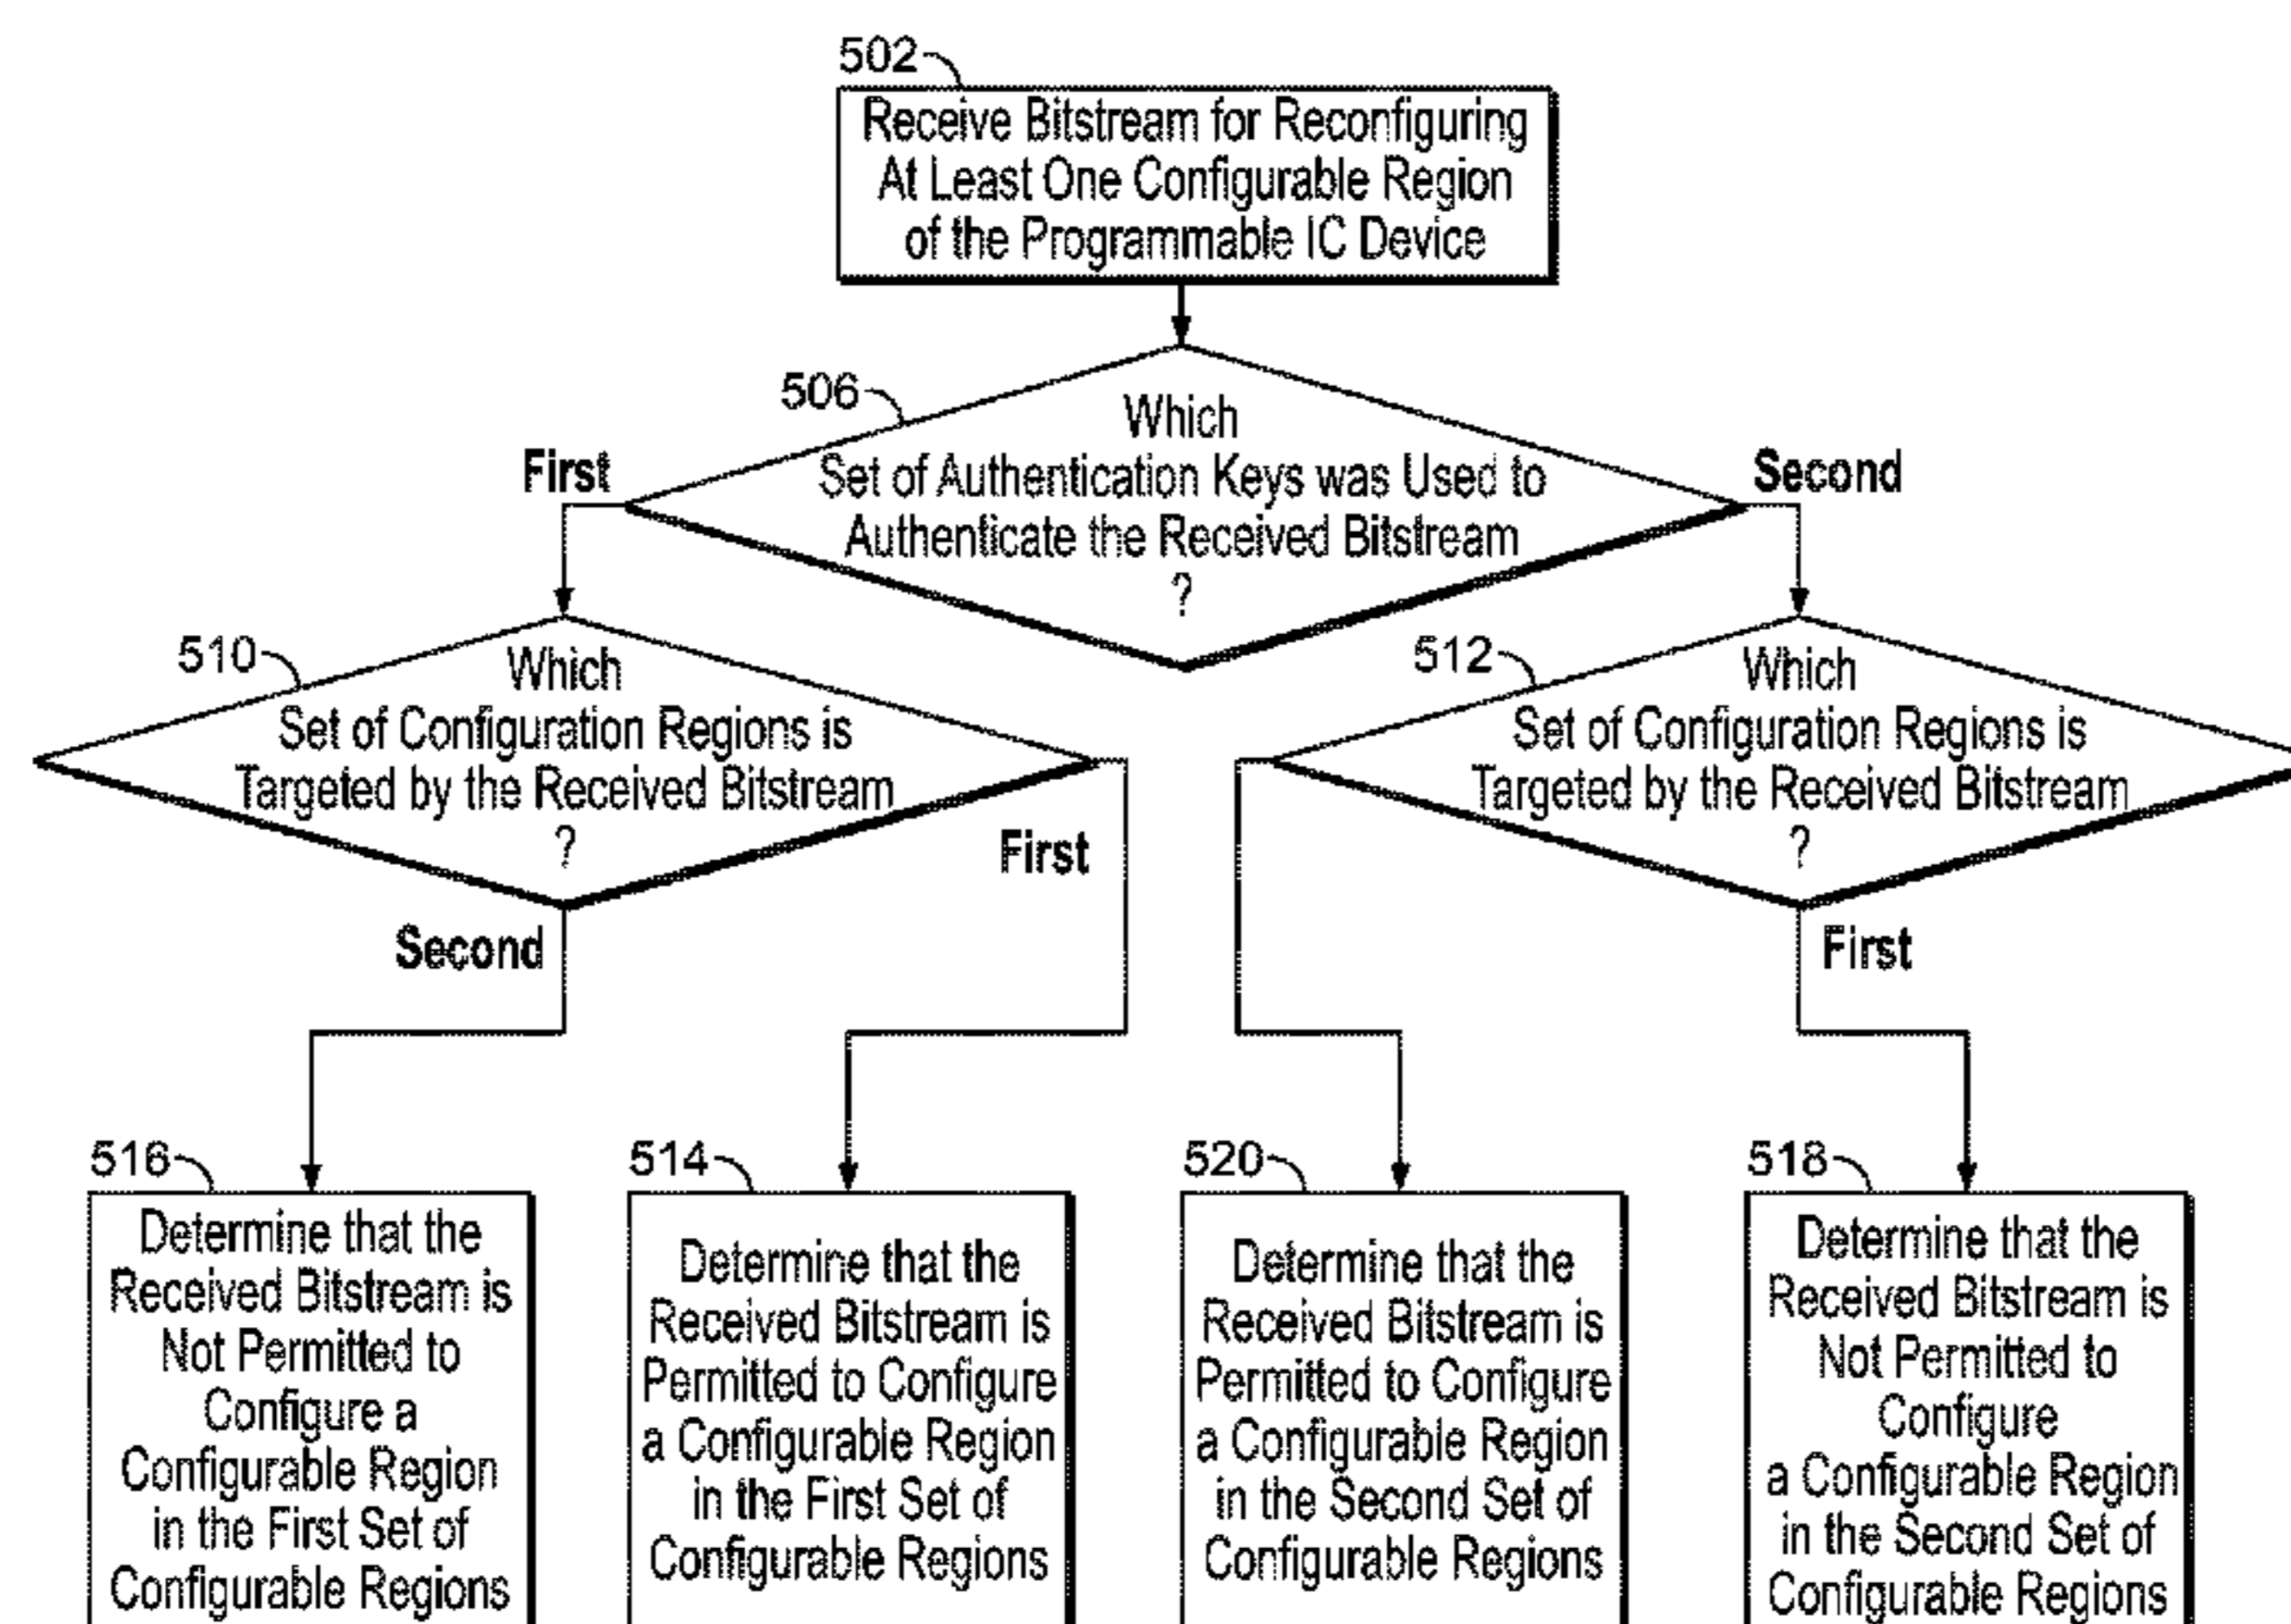 502
Receive Bitstream for Reconfiguring
At Least One Configurable Region
of the Programmable IC Device
506
Which
Set of Authentication Keys was Used to
Authenticate the Received Bitstream
?
First
Second
510
Which
Set of Configuration Regions is
Targeted by the Received Bitstream
?
First
Second
512
Which
Set of Configuration Regions is
Targeted by the Received Bitstream
?
First
516
Determine that the
Received Bitstream is
Not Permitted to
Configure a
Configurable Region
in the First Set of
Configurable Regions
514
Determine that the
Received Bitstream is
Permitted to Configure
a Configurable Region
in the First Set of
Configurable Regions
520
Determine that the
Received Bitstream is
Permitted to Configure
a Configurable Region
in the Second Set of
Configurable Regions
518
Determine that the
Received Bitstream is
Not Permitted to
Configure
a Configurable Region
in the Second Set of
Configurable Regions